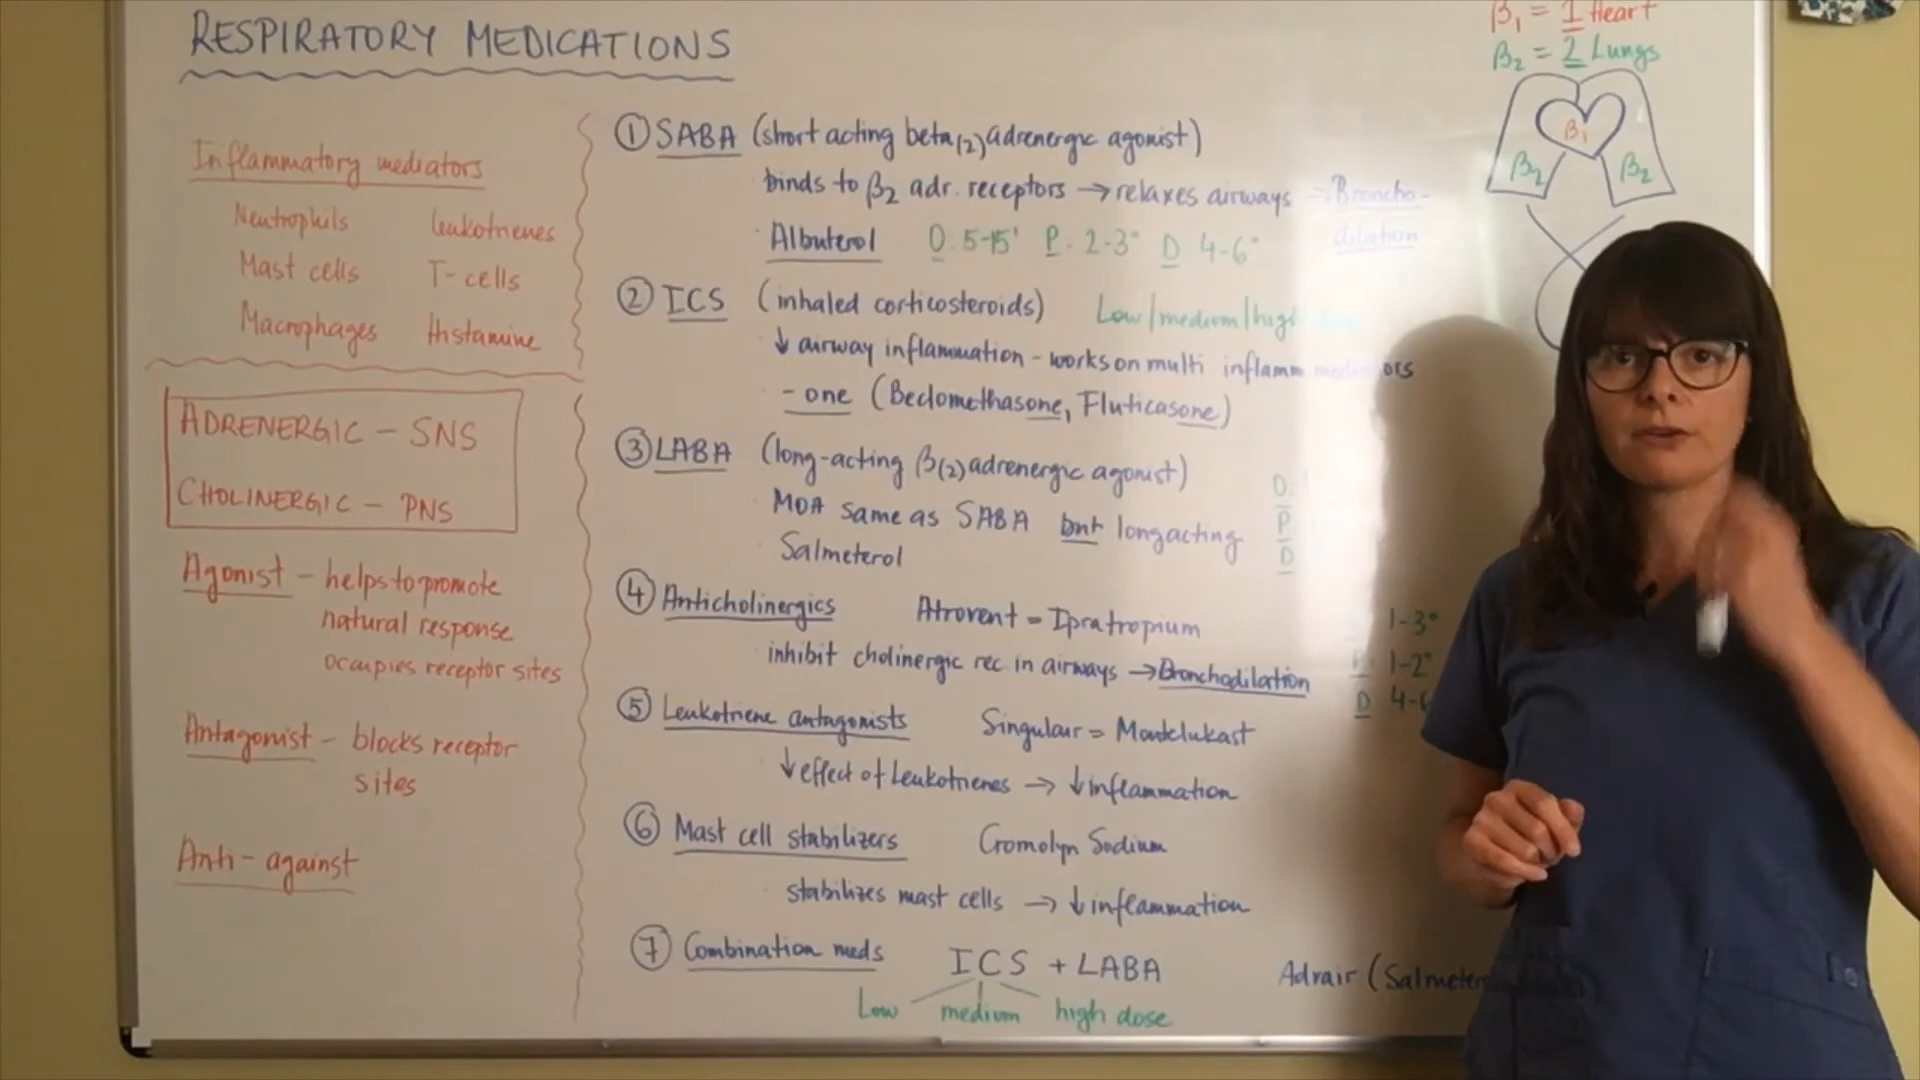 RESPIRATORY MEDICATIONS
Inflammatory mediators
Neutrophils leukotrienes
Mast cells T-cells
Macrophages Histamine
ADRENERGIC - SNS
CHOLINERGIC - PNS
Agonist - helps to promote
natural response
occupies receptor sites
Antagonist - blocks receptor
sites
Anti - against
① SABA (short acting beta(2) adrenergic agonist)
binds to β2 adr. receptors → relaxes airways → Broncho-
dilation
Albuterol O: 5-15' P: 2-3° D 4-6°
② ICS (inhaled corticosteroids) Low/medium/high dose
↓ airway inflammation - works on multi inflamm mediators
- one (Beclomethasone, Fluticasone)
③ LABA (long-acting β(2) adrenergic agonist)
MOA same as SABA but longacting
Salmeterol
O:
P
D
④ Anticholinergics Atrovent = Ipratropium
inhibit cholinergic rec in airways → Bronchodilation
1-3°
P: 1-2°
D: 4-6
⑤ Leukotriene antagonists Singulair = Montelukast
↓ effect of Leukotrienes → ↓ inflammation
⑥ Mast cell stabilizers Cromolyn Sodium
stabilizes mast cells → ↓ inflammation
⑦ Combination meds ICS + LABA Advair (Salmeter
Low medium high dose
β1 = 1 Heart
β2 = 2 Lungs
β1
β2 β2